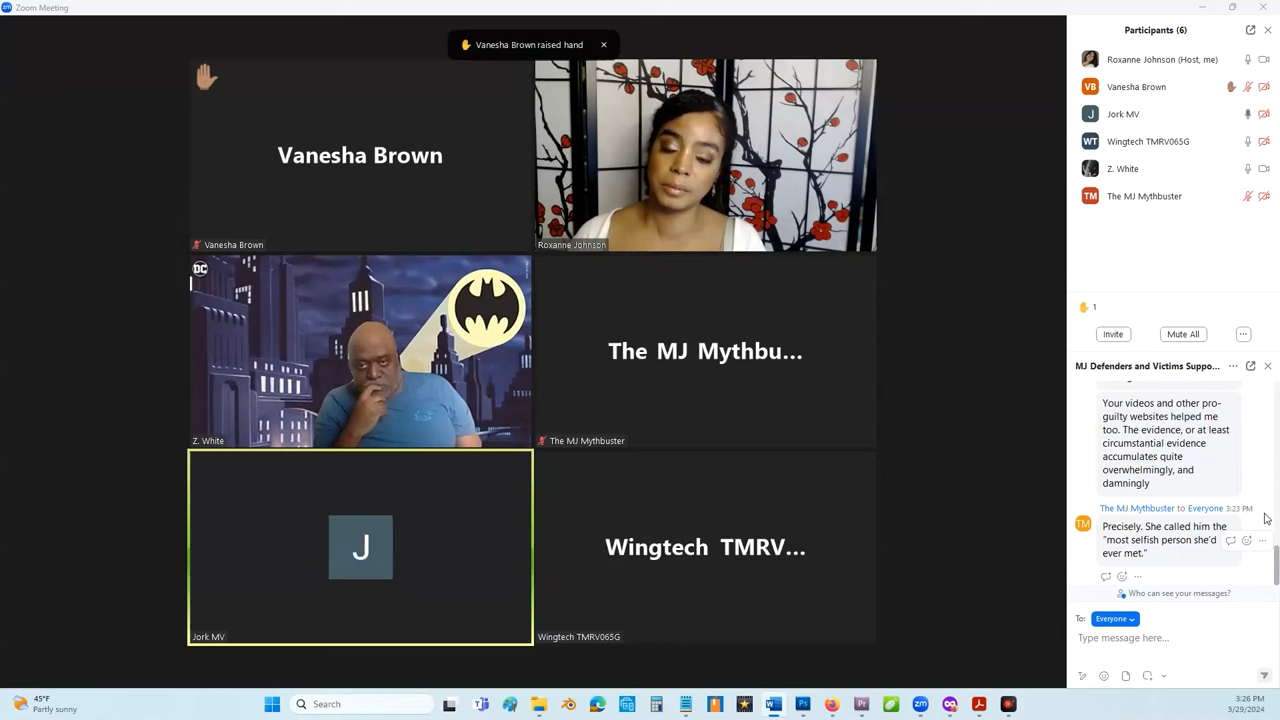 Zoom Meeting
Vanesha Brown raised hand
Vanesha Brown
Vanesha Brown
Roxanne Johnson
DC
Z. White
The MJ Mythbu...
The MJ Mythbuster
J
Jork MV
Wingtech TMRV...
Wingtech TMRV065G
Participants (6)
Roxanne Johnson (Host, me)
VB Vanesha Brown
J Jork MV
WT Wingtech TMRV065G
Z. White
TM The MJ Mythbuster
1
Invite
Mute All
MJ Defenders and Victims Suppo...
Your videos and other pro-
guilty websites helped me
too. The evidence, or at least
circumstantial evidence
accumulates quite
overwhelmingly, and
damningly
The MJ Mythbuster to Everyone 3:23 PM
TM
Precisely. She called him the
"most selfish person she'd
ever met."
Who can see your messages?
To: Everyone
Type message here...
45°F
Partly sunny
Search
3:26 PM
3/29/2024